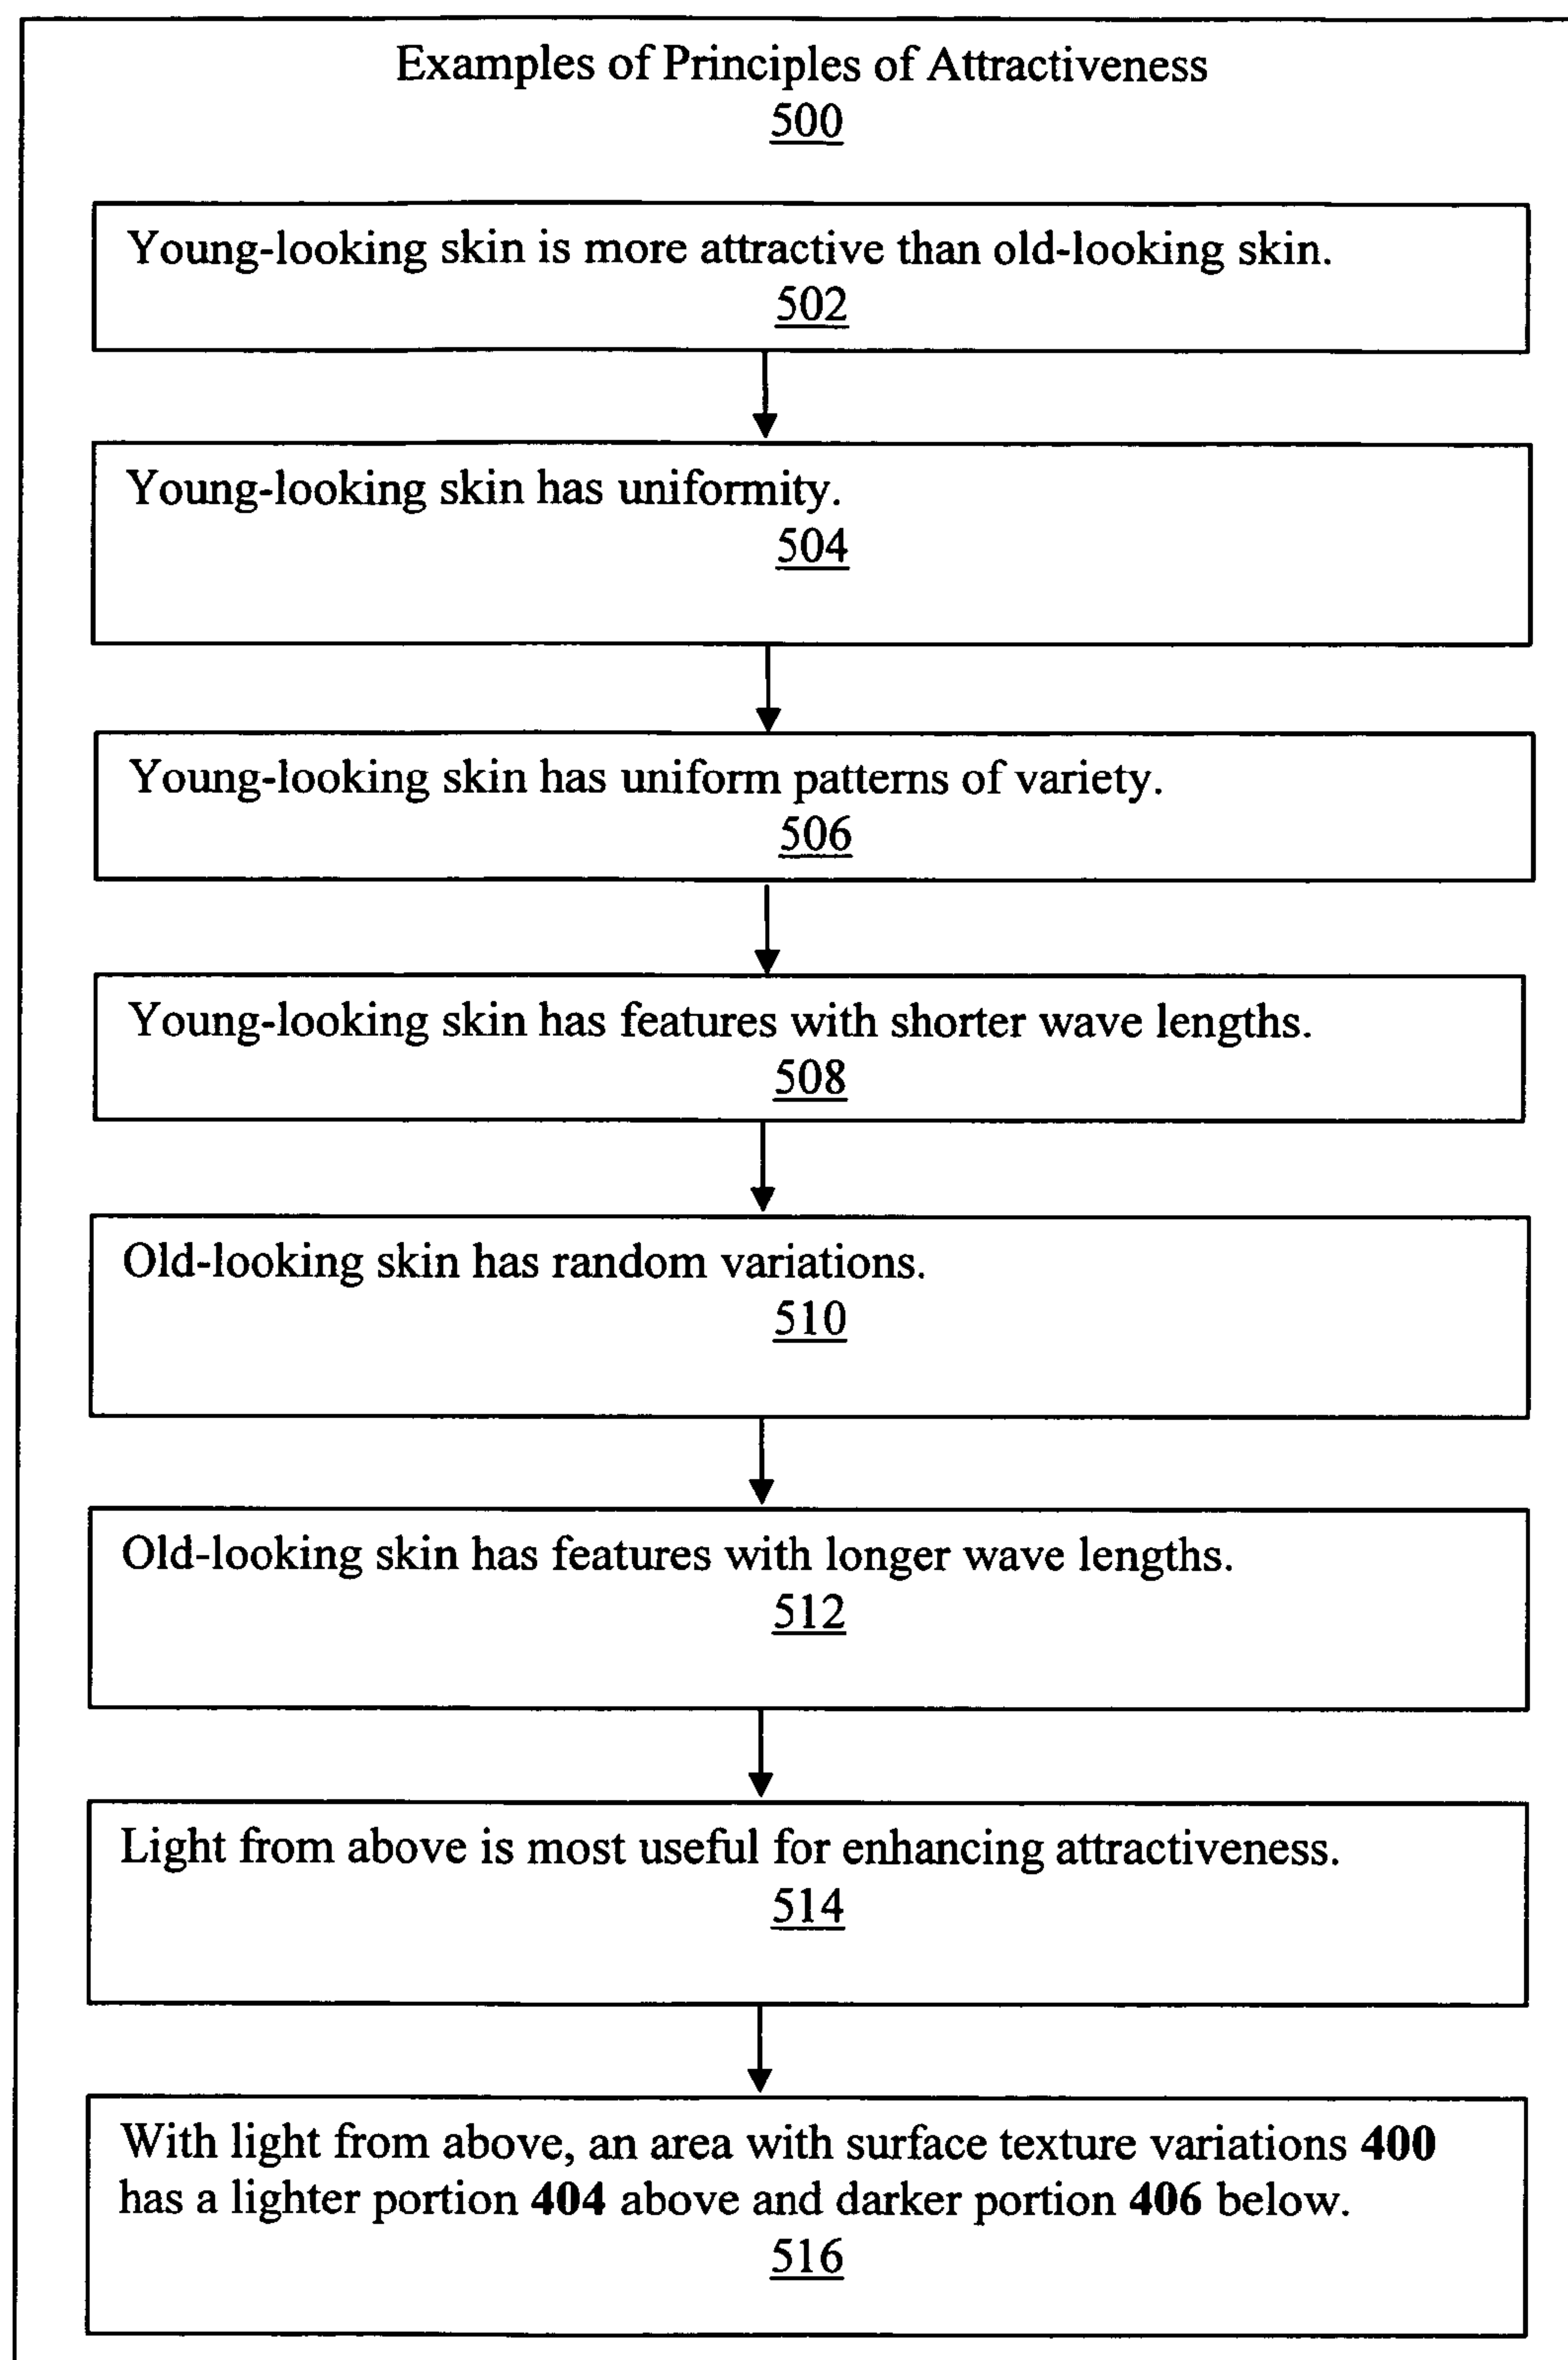 Examples of Principles of Attractiveness
500
Young-looking skin is more attractive than old-looking skin.
502
Young-looking skin has uniformity.
504
Young-looking skin has uniform patterns of variety.
506
Young-looking skin has features with shorter wave lengths.
508
Old-looking skin has random variations.
510
Old-looking skin has features with longer wave lengths.
512
Light from above is most useful for enhancing attractiveness.
514
With light from above, an area with surface texture variations 400
has a lighter portion 404 above and darker portion 406 below.
516